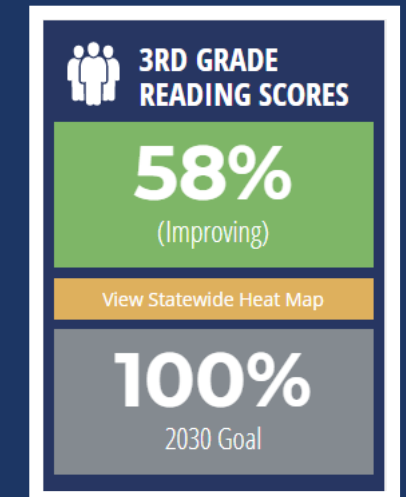 3RD GRADE
READING SCORES
58%
(Improving)
View Statewide Heat Map
100%
2030 Goal